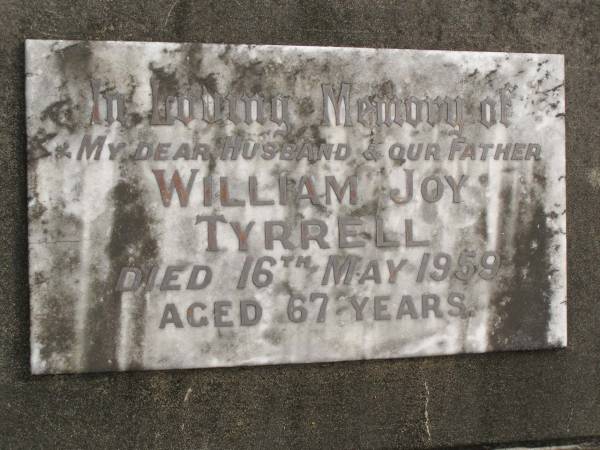 In Loving Memory of
My Dear Husband & Our Father
William Joy
Tyrrell
Died 16th May 1959
Aged 67 Years.